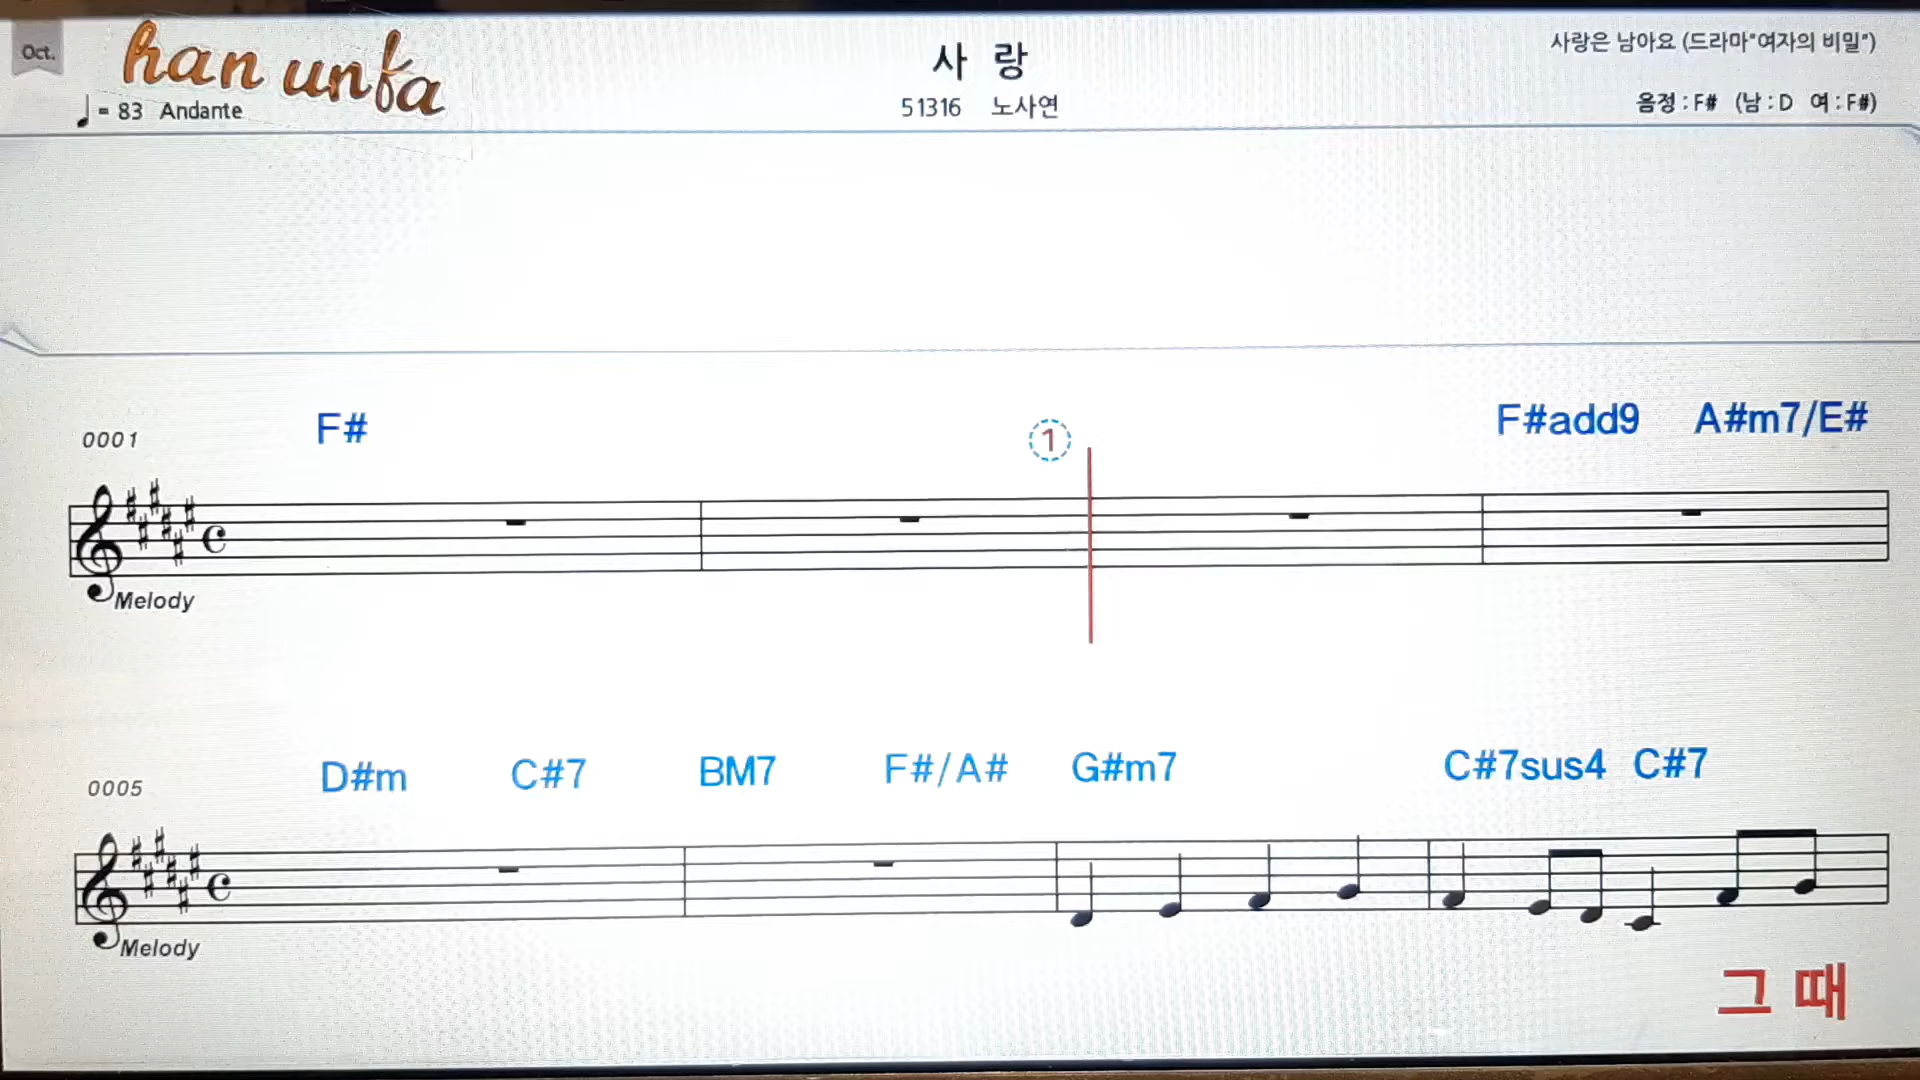 Oct.
han unfa
사 랑
사랑은 남아요 (드라마"여자의 비밀")
♩ = 83 Andante
51316 노사연
음정 : F# (남 : D 여 : F#)
0001 F# 1 F#add9 A#m7/E#
Melody
0005 D#m C#7 BM7 F#/A# G#m7 C#7sus4 C#7
Melody
그 때